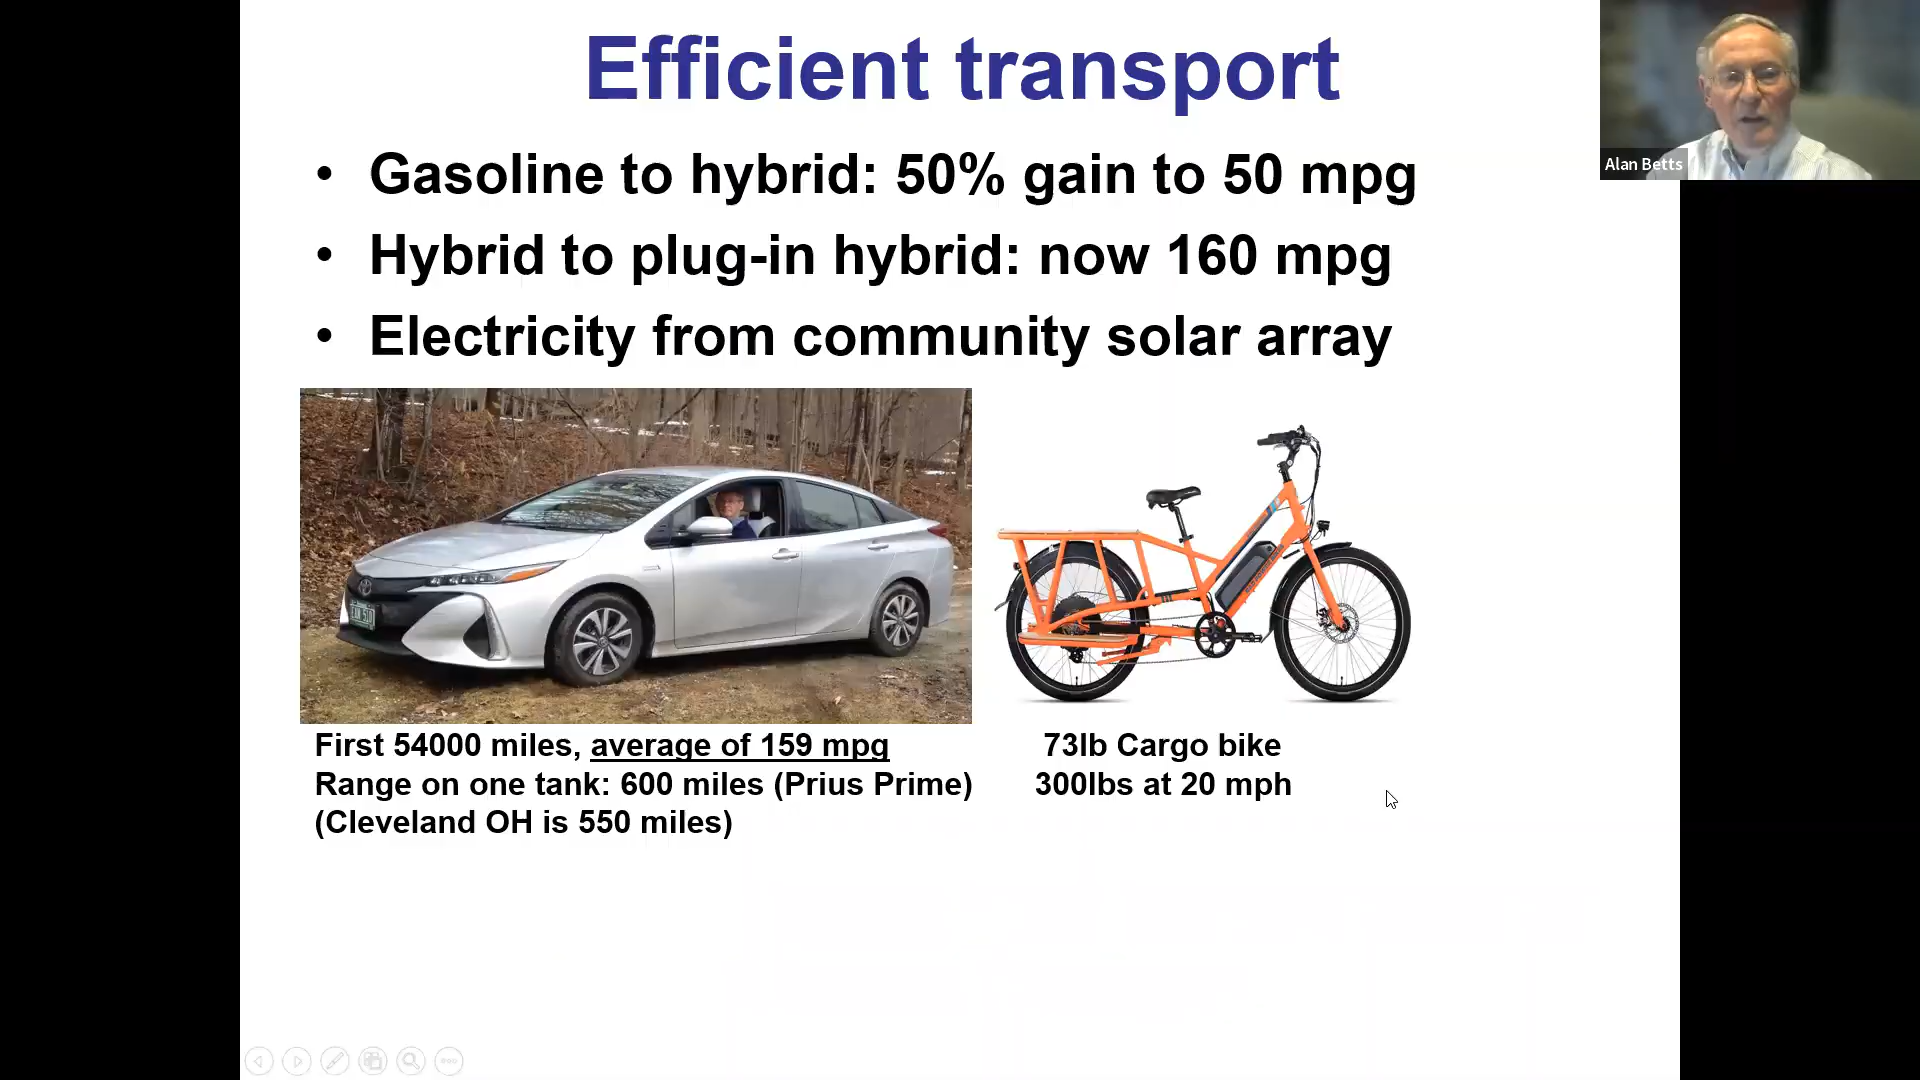 Efficient transport
Alan Betts
• Gasoline to hybrid: 50% gain to 50 mpg
• Hybrid to plug-in hybrid: now 160 mpg
• Electricity from community solar array
First 54000 miles, average of 159 mpg
Range on one tank: 600 miles (Prius Prime)
(Cleveland OH is 550 miles)
73lb Cargo bike
300lbs at 20 mph